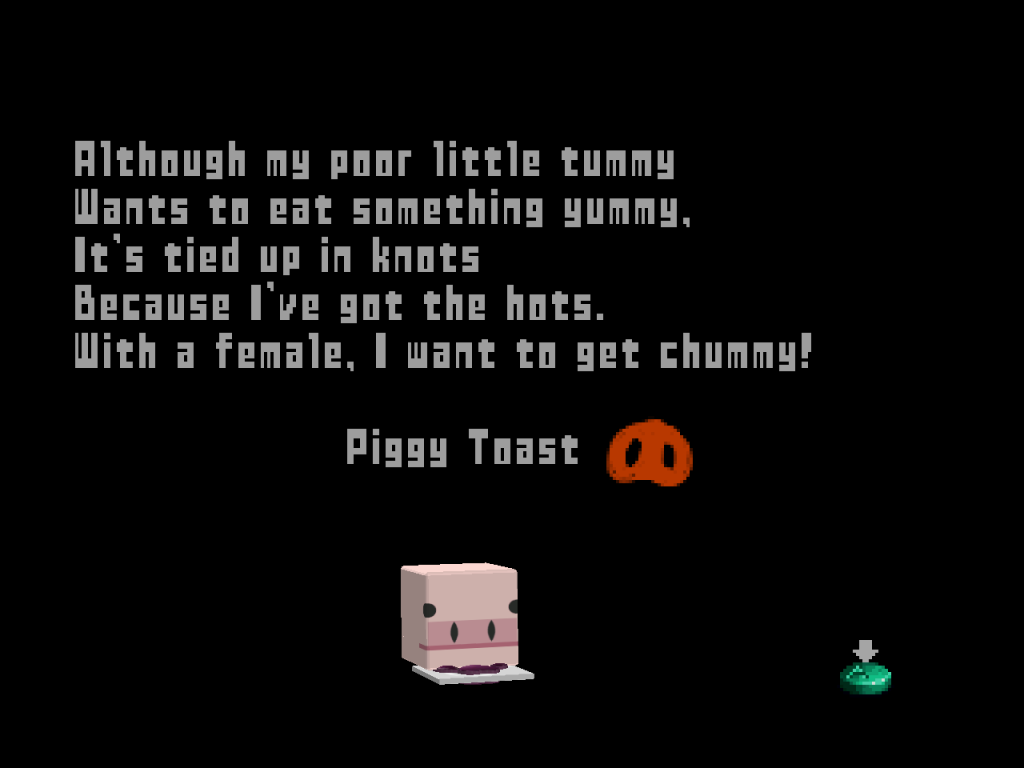 Although my poor little tummy
Wants to eat something yummy,
It's tied up in knots
Because I've got the hots.
With a female, I want to get chummy!
Piggy Toast